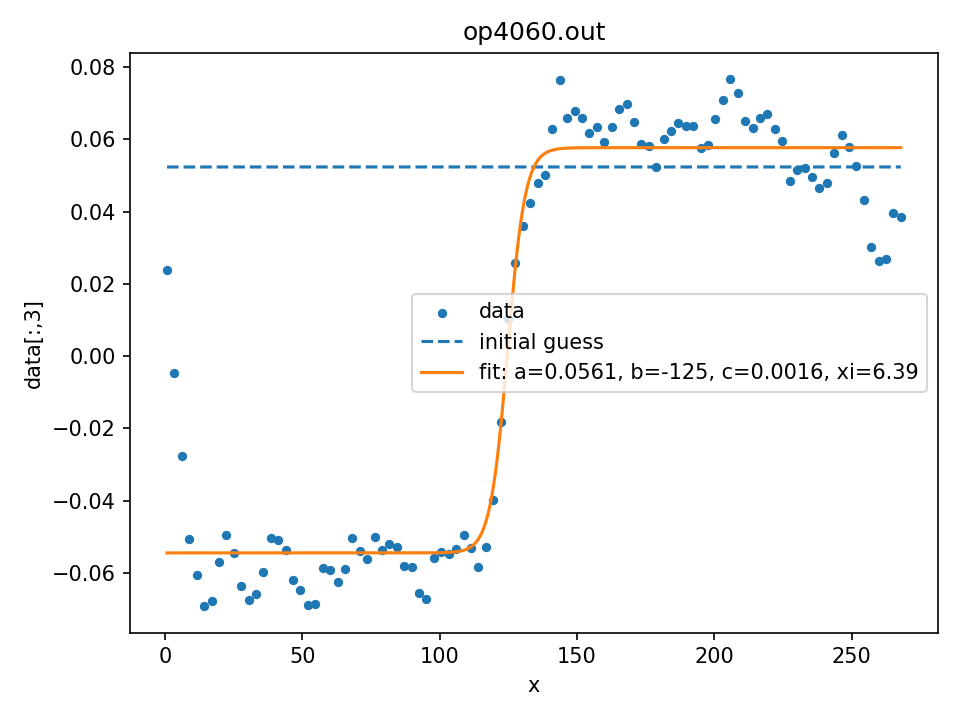 op4060.out
0.08
0.06
0.04
0.02
0.00
−0.02
−0.04
−0.06
data[:,3]
data
initial guess
fit: a=0.0561, b=-125, c=0.0016, xi=6.39
0 50 100 150 200 250
x